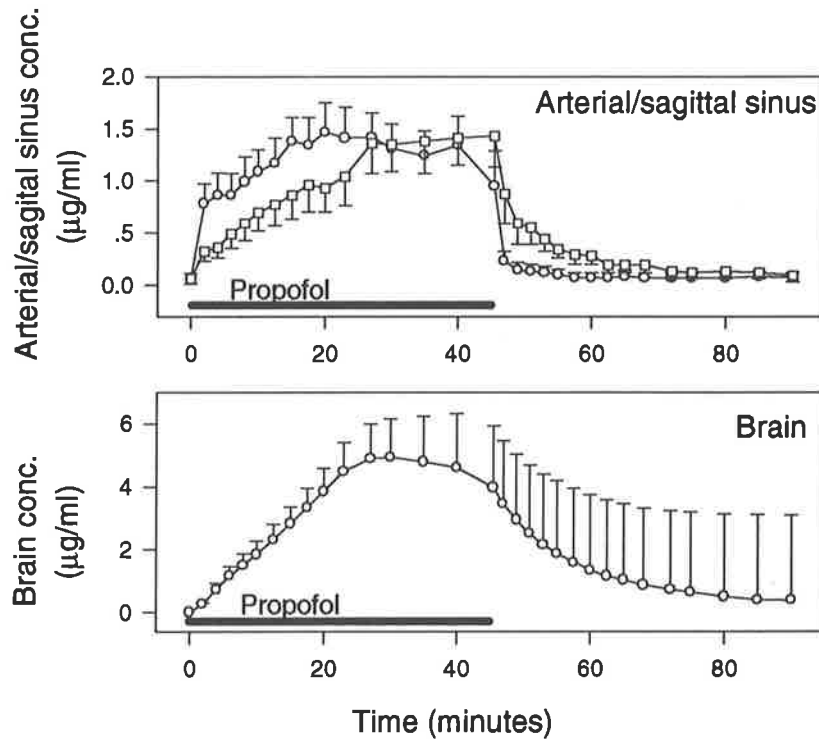 Arterial/sagital sinus conc.
(μg/ml)
2.0
1.5
1.0
.5
0.0
Arterial/sagittal sinus
Propofol
0 20 40 60 80
Brain conc.
(μg/ml)
6
4
2
0
Brain
Propofol
0 20 40 60 80
Time (minutes)